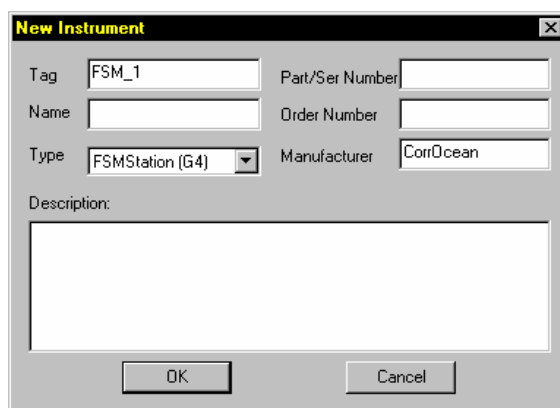 New Instrument
Tag FSM_1 Part/Ser Number
Name Order Number
Type FSMStation (G4) Manufacturer CorrOcean
Description:
OK Cancel